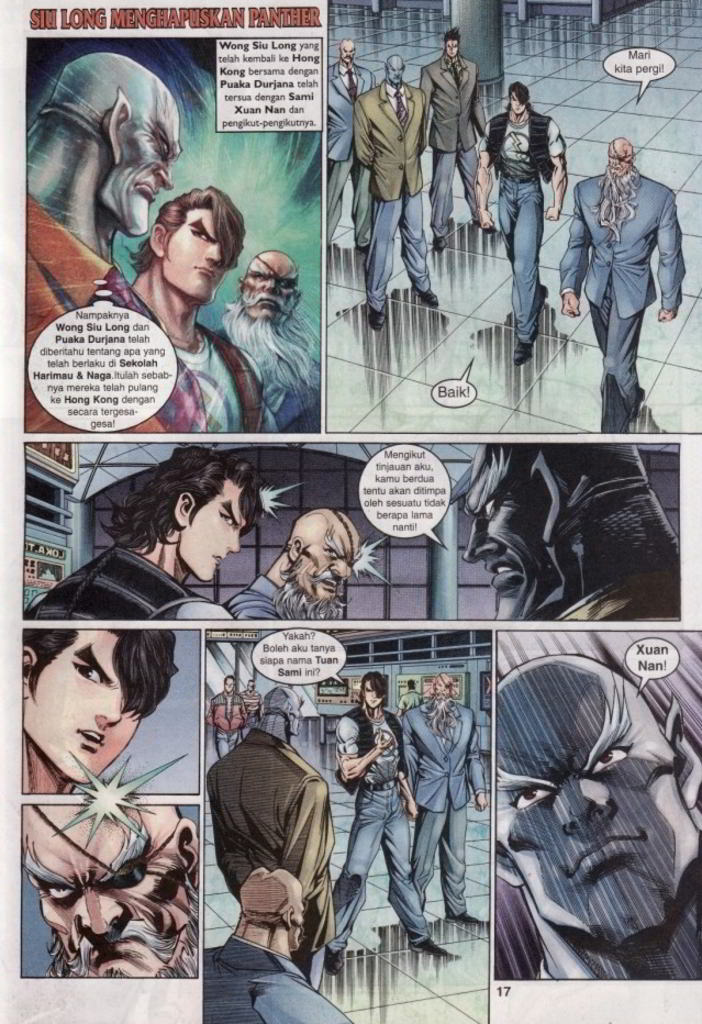 SIU LONG MENGHAPUSKAN PANTHER
Wong Siu Long yang
telah kembali ke Hong
Kong bersama dengan
Puaka Durjana telah
tersua dengan Sami
Xuan Nan dan
pengikut-pengikutnya.
Nampaknya
Wong Siu Long dan
Puaka Durjana telah
diberitahu tentang apa yang
telah berlaku di Sekolah
Harimau & Naga.Itulah sebab-
nya mereka telah pulang
ke Hong Kong dengan
secara tergesa-
gesa!
Mari
kita pergi!
Baik!
Mengikut
tinjauan aku,
kamu berdua
tentu akan ditimpa
oleh sesuatu tidak
berapa lama
nanti!
Yakah?
Boleh aku tanya
siapa nama Tuan
Sami ini?
Xuan
Nan!
17